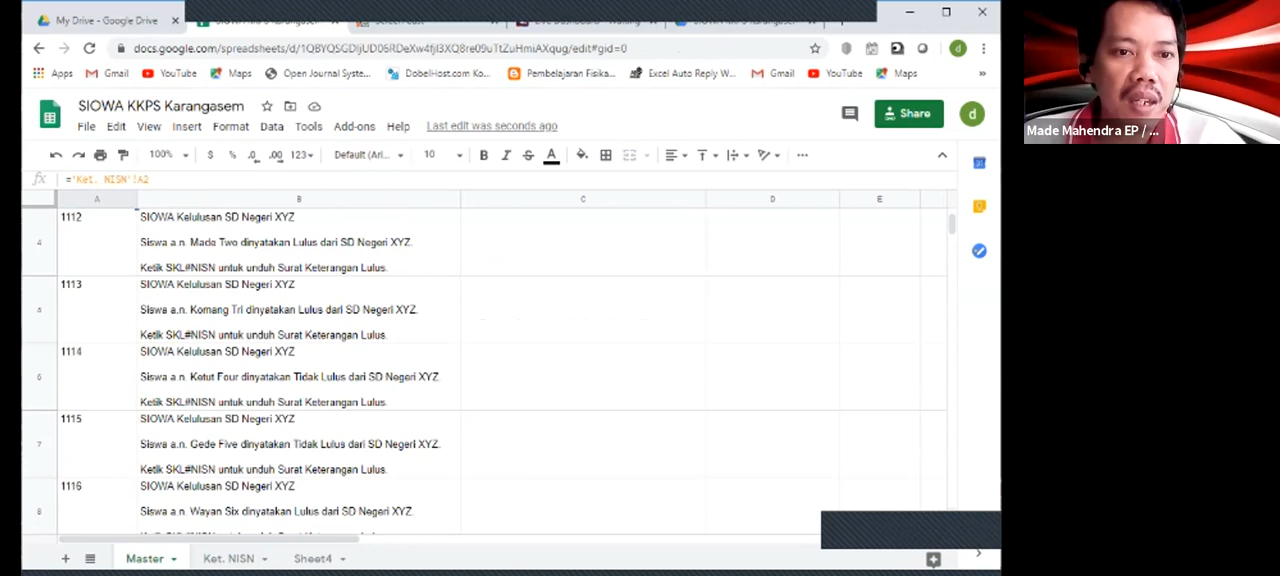 My Drive - Google Drive
docs.google.com/spreadsheets/d/1QBYQSGDIjUD06RDeXw4fjl3XQ8re09uTtZuHmiAXqug/edit#gid=0
d
Apps Gmail YouTube Maps Open Journal Syste... DobelHost.com Ko... Pembelajaran Fisika... Excel Auto Reply W... Gmail YouTube Maps »
SIOWA KKPS Karangasem
Share
d
File Edit View Insert Format Data Tools Add-ons Help Last edit was seconds ago
100% $ % .0 .00 123 Default (Ari... 10 B I S A
fx ='Ket. NISN'!A2
A B C D E
1112 SIOWA Kelulusan SD Negeri XYZ
4 Siswa a.n. Made Two dinyatakan Lulus dari SD Negeri XYZ.
Ketik SKL#NISN untuk unduh Surat Keterangan Lulus.
1113 SIOWA Kelulusan SD Negeri XYZ
Siswa a.n. Komang Tri dinyatakan Lulus dari SD Negeri XYZ.
Ketik SKL#NISN untuk unduh Surat Keterangan Lulus.
1114 SIOWA Kelulusan SD Negeri XYZ
6 Siswa a.n. Ketut Four dinyatakan Tidak Lulus dari SD Negeri XYZ.
Ketik SKL#NISN untuk unduh Surat Keterangan Lulus.
1115 SIOWA Kelulusan SD Negeri XYZ
7 Siswa a.n. Gede Five dinyatakan Tidak Lulus dari SD Negeri XYZ.
Ketik SKL#NISN untuk unduh Surat Keterangan Lulus.
1116 SIOWA Kelulusan SD Negeri XYZ
8 Siswa a.n. Wayan Six dinyatakan Lulus dari SD Negeri XYZ.
Master Ket. NISN Sheet4
Made Mahendra EP / ...